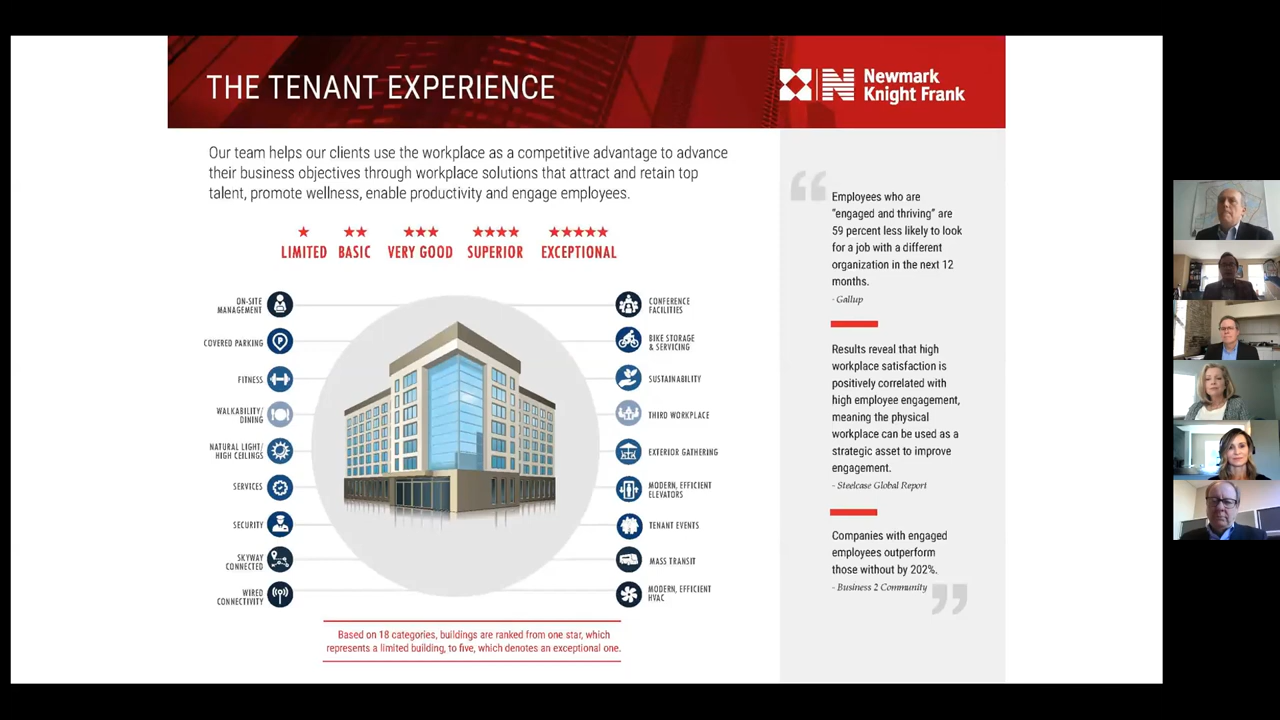 THE TENANT EXPERIENCE
Newmark
Knight Frank
Our team helps our clients use the workplace as a competitive advantage to advance
their business objectives through workplace solutions that attract and retain top
talent, promote wellness, enable productivity and engage employees.
LIMITED
BASIC
VERY GOOD
SUPERIOR
EXCEPTIONAL
ON-SITE
MANAGEMENT
COVERED PARKING
FITNESS
WALKABILITY/
DINING
NATURAL LIGHT/
HIGH CEILINGS
SERVICES
SECURITY
SKYWAY
CONNECTED
WIRED
CONNECTIVITY
CONFERENCE
FACILITIES
BIKE STORAGE
& SERVICING
SUSTAINABILITY
THIRD WORKPLACE
EXTERIOR GATHERING
MODERN, EFFICIENT
ELEVATORS
TENANT EVENTS
MASS TRANSIT
MODERN, EFFICIENT
HVAC
Based on 18 categories, buildings are ranked from one star, which
represents a limited building, to five, which denotes an exceptional one.
Employees who are
"engaged and thriving" are
59 percent less likely to look
for a job with a different
organization in the next 12
months.
- Gallup
Results reveal that high
workplace satisfaction is
positively correlated with
high employee engagement,
meaning the physical
workplace can be used as a
strategic asset to improve
engagement.
- Steelcase Global Report
Companies with engaged
employees outperform
those without by 202%.
- Business 2 Community